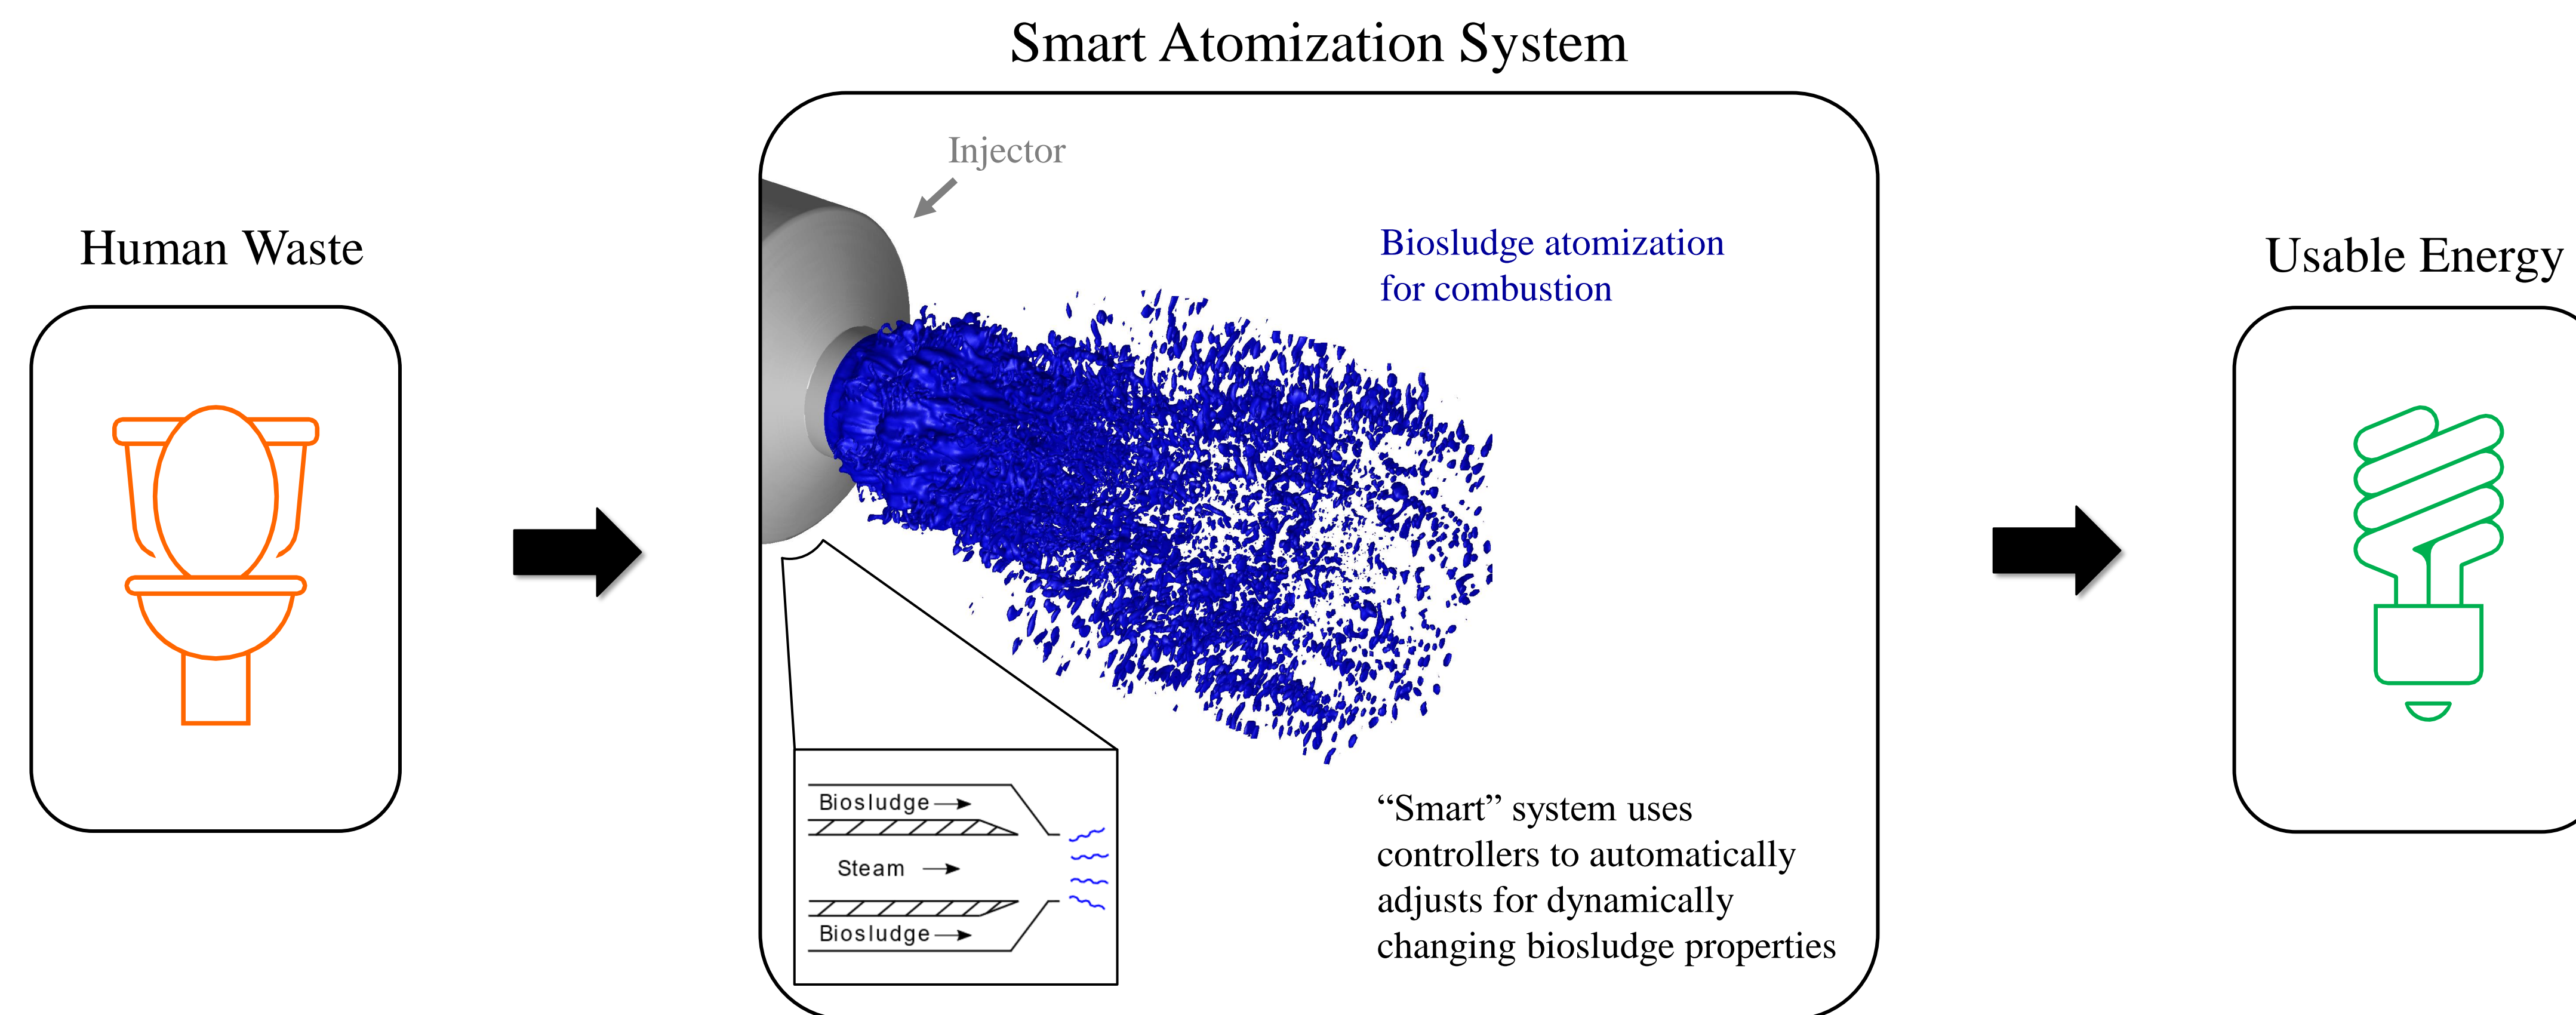 Smart Atomization System
Human Waste
Injector
Biosludge atomization
for combustion
Biosludge
Steam
Biosludge
“Smart” system uses
controllers to automatically
adjusts for dynamically
changing biosludge properties
Usable Energy